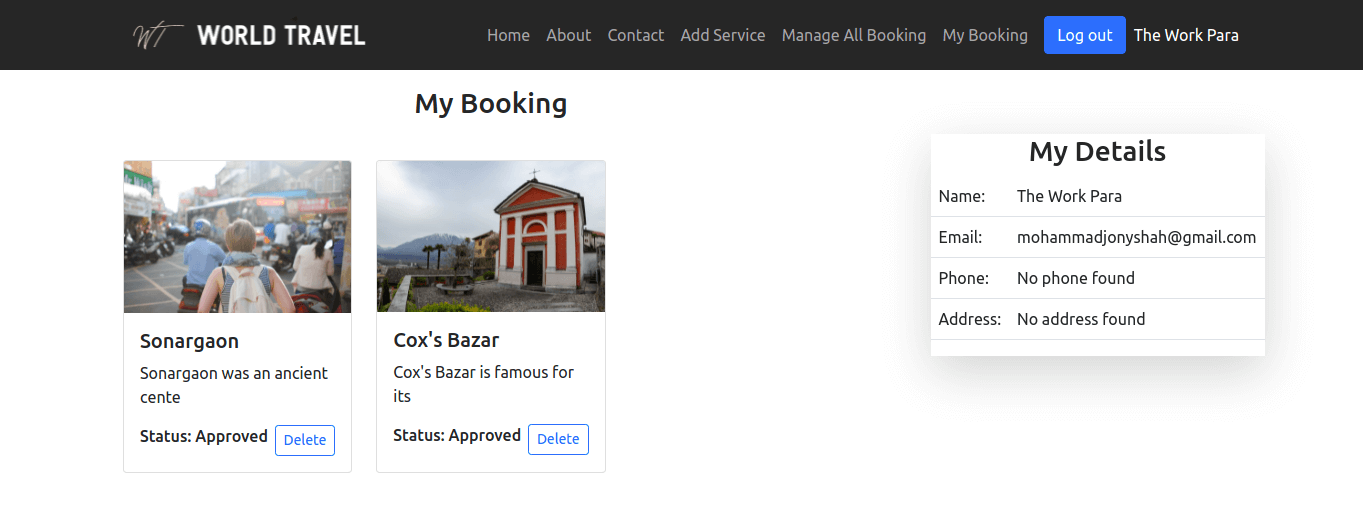 WT WORLD TRAVEL
Home About Contact Add Service Manage All Booking My Booking Log out The Work Para
My Booking
Sonargaon
Sonargaon was an ancient
cente
Status: Approved Delete
Cox's Bazar
Cox's Bazar is famous for
its
Status: Approved Delete
My Details
Name: The Work Para
Email: mohammadjonyshah@gmail.com
Phone: No phone found
Address: No address found